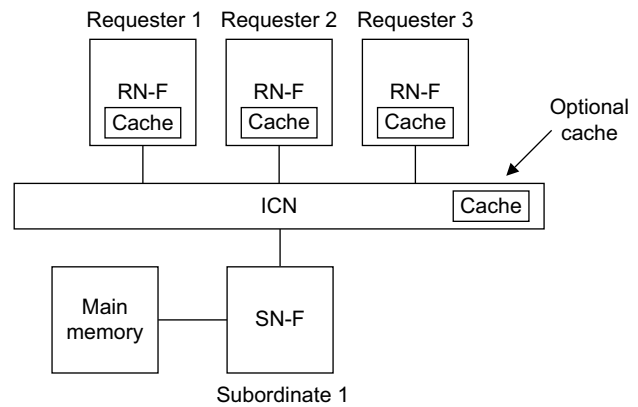 Requester 1
Requester 2
Requester 3
RN-F
Cache
RN-F
Cache
RN-F
Cache
Optional
cache
ICN
Cache
Main
memory
SN-F
Subordinate 1